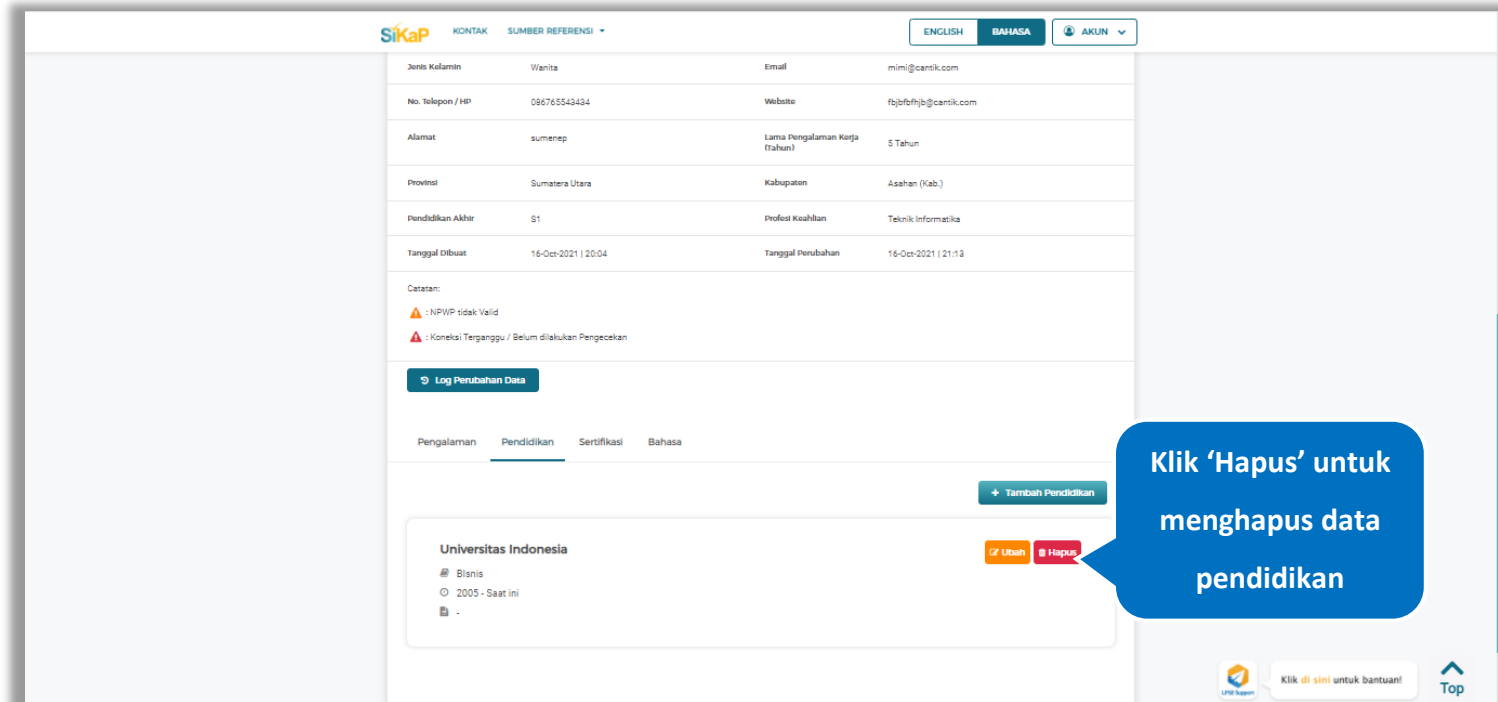 SiKaP KONTAK SUMBER REFERENSI ENGLISH BAHASA AKUN
Jenis Kelamin Wanita Email mimi@cantik.com
No. Telepon / HP 086765543434 Website fbjbfbfhjb@cantik.com
Alamat sumenep Lama Pengalaman Kerja
(Tahun) 5 Tahun
Provinsi Sumatera Utara Kabupaten Asahan (Kab.)
Pendidikan Akhir S1 Profesi Keahlian Teknik Informatika
Tanggal Dibuat 16-Oct-2021 | 20:04 Tanggal Perubahan 16-Oct-2021 | 21:13
Catatan:
: NPWP tidak Valid
: Koneksi Terganggu / Belum dilakukan Pengecekan
Log Perubahan Data
Pengalaman Pendidikan Sertifikasi Bahasa
+ Tambah Pendidikan
Universitas Indonesia Ubah Hapus
Bisnis
2005 - Saat ini
-
Klik ‘Hapus’ untuk
menghapus data
pendidikan
LPSE Support Klik di sini untuk bantuan! Top